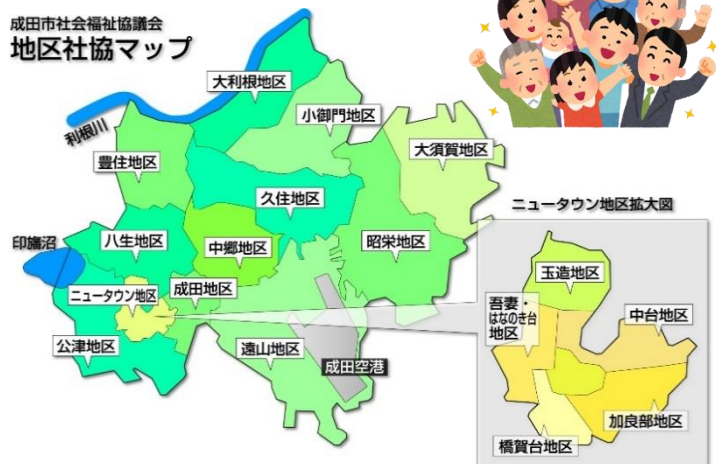 成田市社会福祉協議会
地区社協マップ
大利根地区
小御門地区
利根川
大須賀地区
豊住地区
久住地区
ニュータウン地区拡大図
印旛沼
八生地区
中郷地区
昭栄地区
玉造地区
ニュータウン地区
成田地区
吾妻・
はなのき台
地区
中台地区
公津地区
遠山地区
成田空港
加良部地区
橋賀台地区